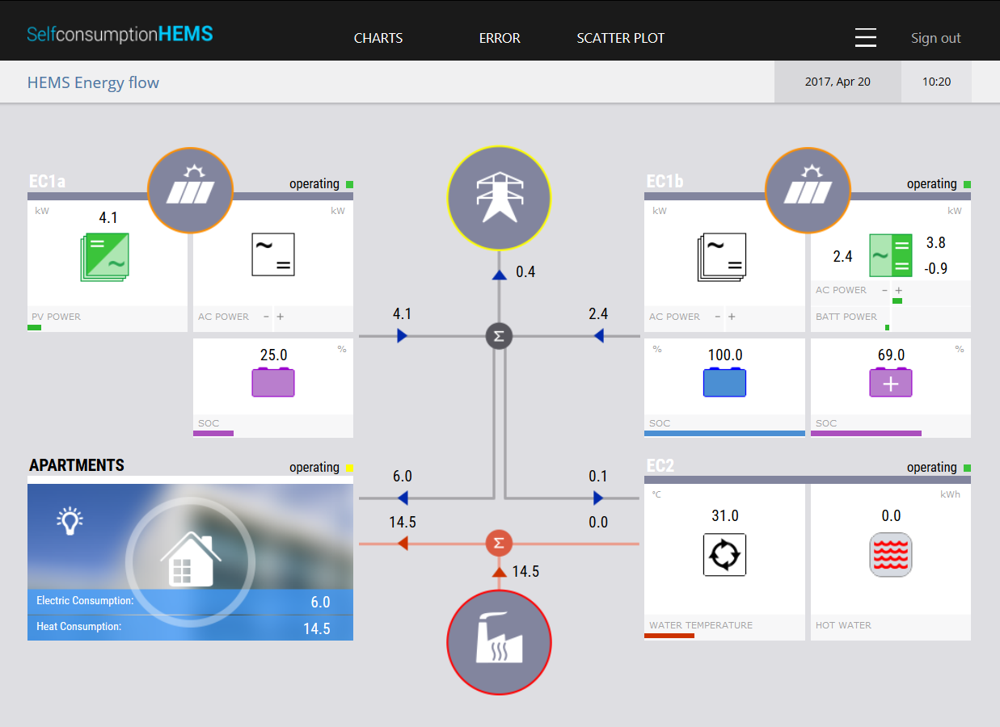 SelfconsumptionHEMS
CHARTS
ERROR
SCATTER PLOT
Sign out
HEMS Energy flow
2017, Apr 20
10:20
EC1a
operating
kW
4.1
kW
PV POWER
AC POWER - +
25.0
%
SOC
0.4
4.1
2.4
Σ
EC1b
operating
kW
kW
2.4
3.8
-0.9
AC POWER - +
AC POWER - +
BATT POWER
%
100.0
SOC
69.0
%
SOC
APARTMENTS
operating
Electric Consumption: 6.0
Heat Consumption: 14.5
6.0
0.1
14.5
0.0
Σ
14.5
EC2
operating
°C
31.0
WATER TEMPERATURE
kWh
0.0
HOT WATER